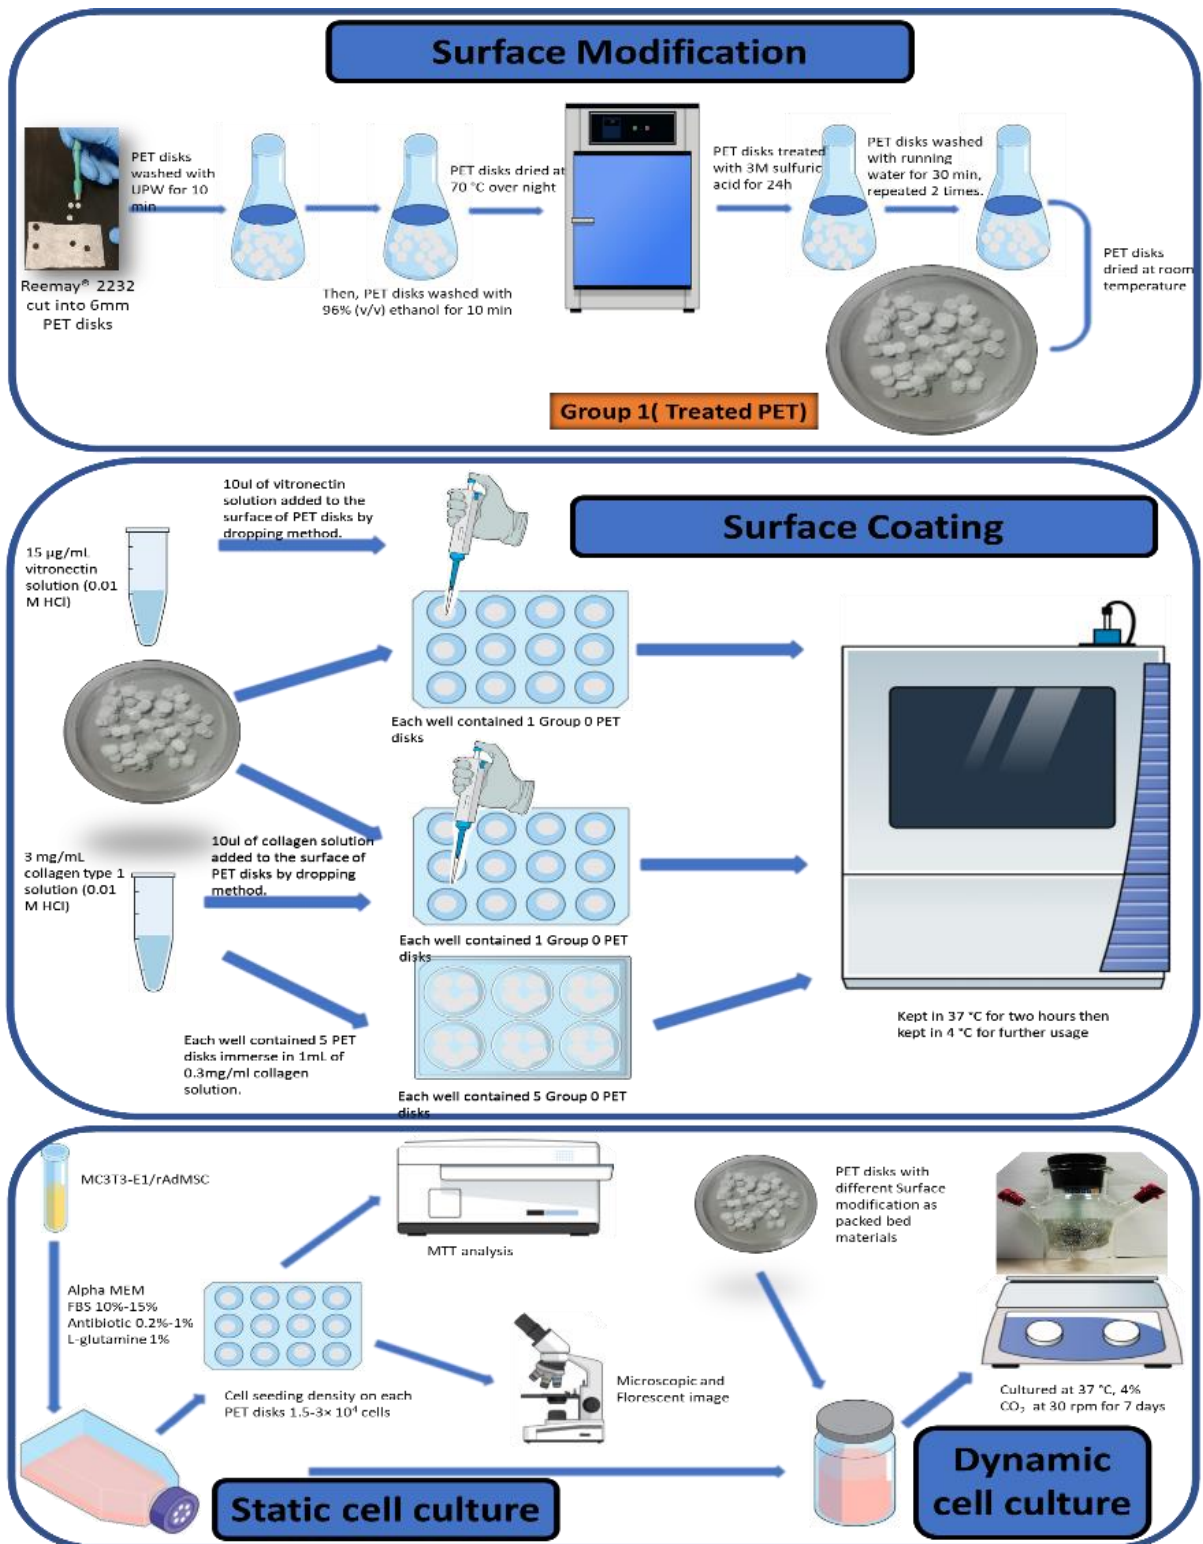 Surface Modification
PET disks
washed with
UPW for 10
min
Reemay® 2232
cut into 6mm
PET disks
Then, PET disks washed with
96% (v/v) ethanol for 10 min
PET disks dried at
70 °C over night
PET disks treated
with 3M sulfuric
acid for 24h
PET disks washed
with running
water for 30 min,
repeated 2 times.
PET disks
dried at room
temperature
Group 1( Treated PET)
Surface Coating
15 µg/mL
vitronectin
solution (0.01
M HCl)
10ul of vitronectin
solution added to the
surface of PET disks by
dropping method.
Each well contained 1 Group 0 PET
disks
3 mg/mL
collagen type 1
solution (0.01
M HCl)
10ul of collagen solution
added to the surface of
PET disks by dropping
method.
Each well contained 1 Group 0 PET
disks
Each well contained 5 PET
disks immerse in 1mL of
0.3mg/ml collagen
solution.
Each well contained 5 Group 0 PET
disks
Kept in 37 °C for two hours then
kept in 4 °C for further usage
MC3T3-E1/rAdMSC
Alpha MEM
FBS 10%-15%
Antibiotic 0.2%-1%
L-glutamine 1%
Cell seeding density on each
PET disks 1.5-3× 10⁴ cells
MTT analysis
Microscopic and
Florescent image
Static cell culture
PET disks with
different Surface
modification as
packed bed
materials
Cultured at 37 °C, 4%
CO₂ at 30 rpm for 7 days
Dynamic
cell culture